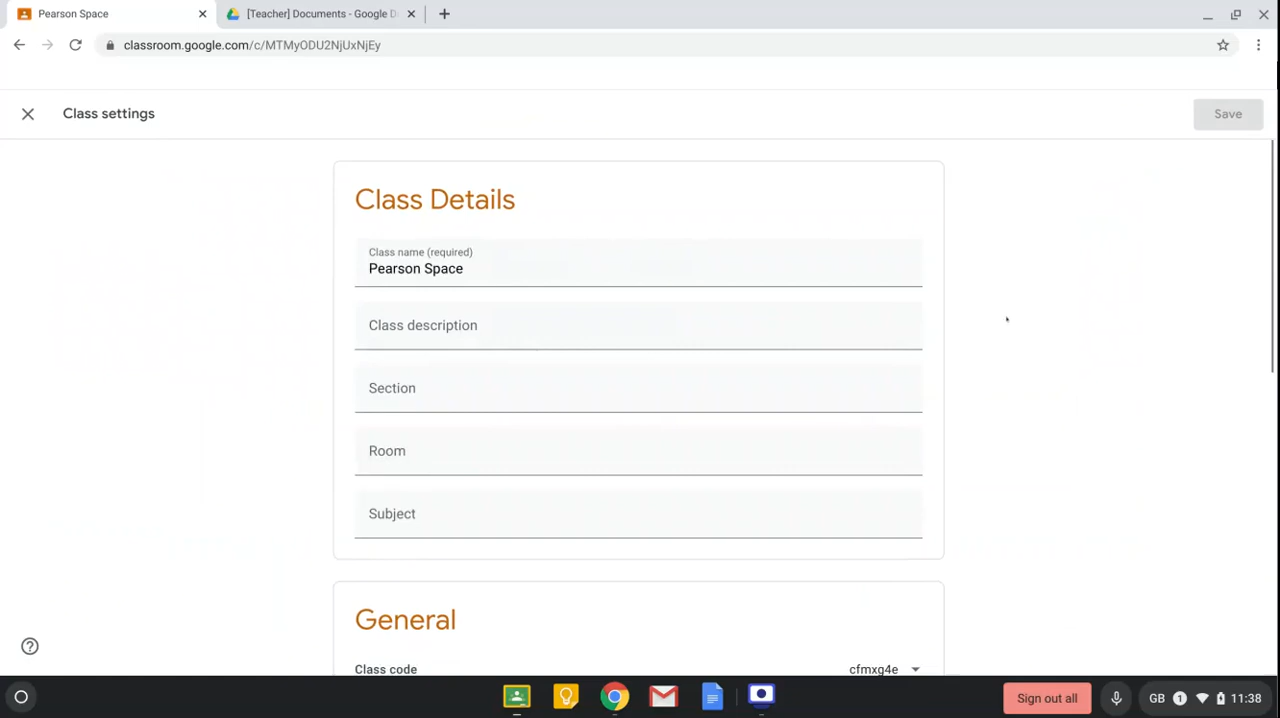 Pearson Space
[Teacher] Documents - Google D
classroom.google.com/c/MTMyODU2NjUxNjEy
Class settings
Save
Class Details
Class name (required)
Pearson Space
Class description
Section
Room
Subject
General
Class code
cfmxg4e
Sign out all
GB
1
11:38